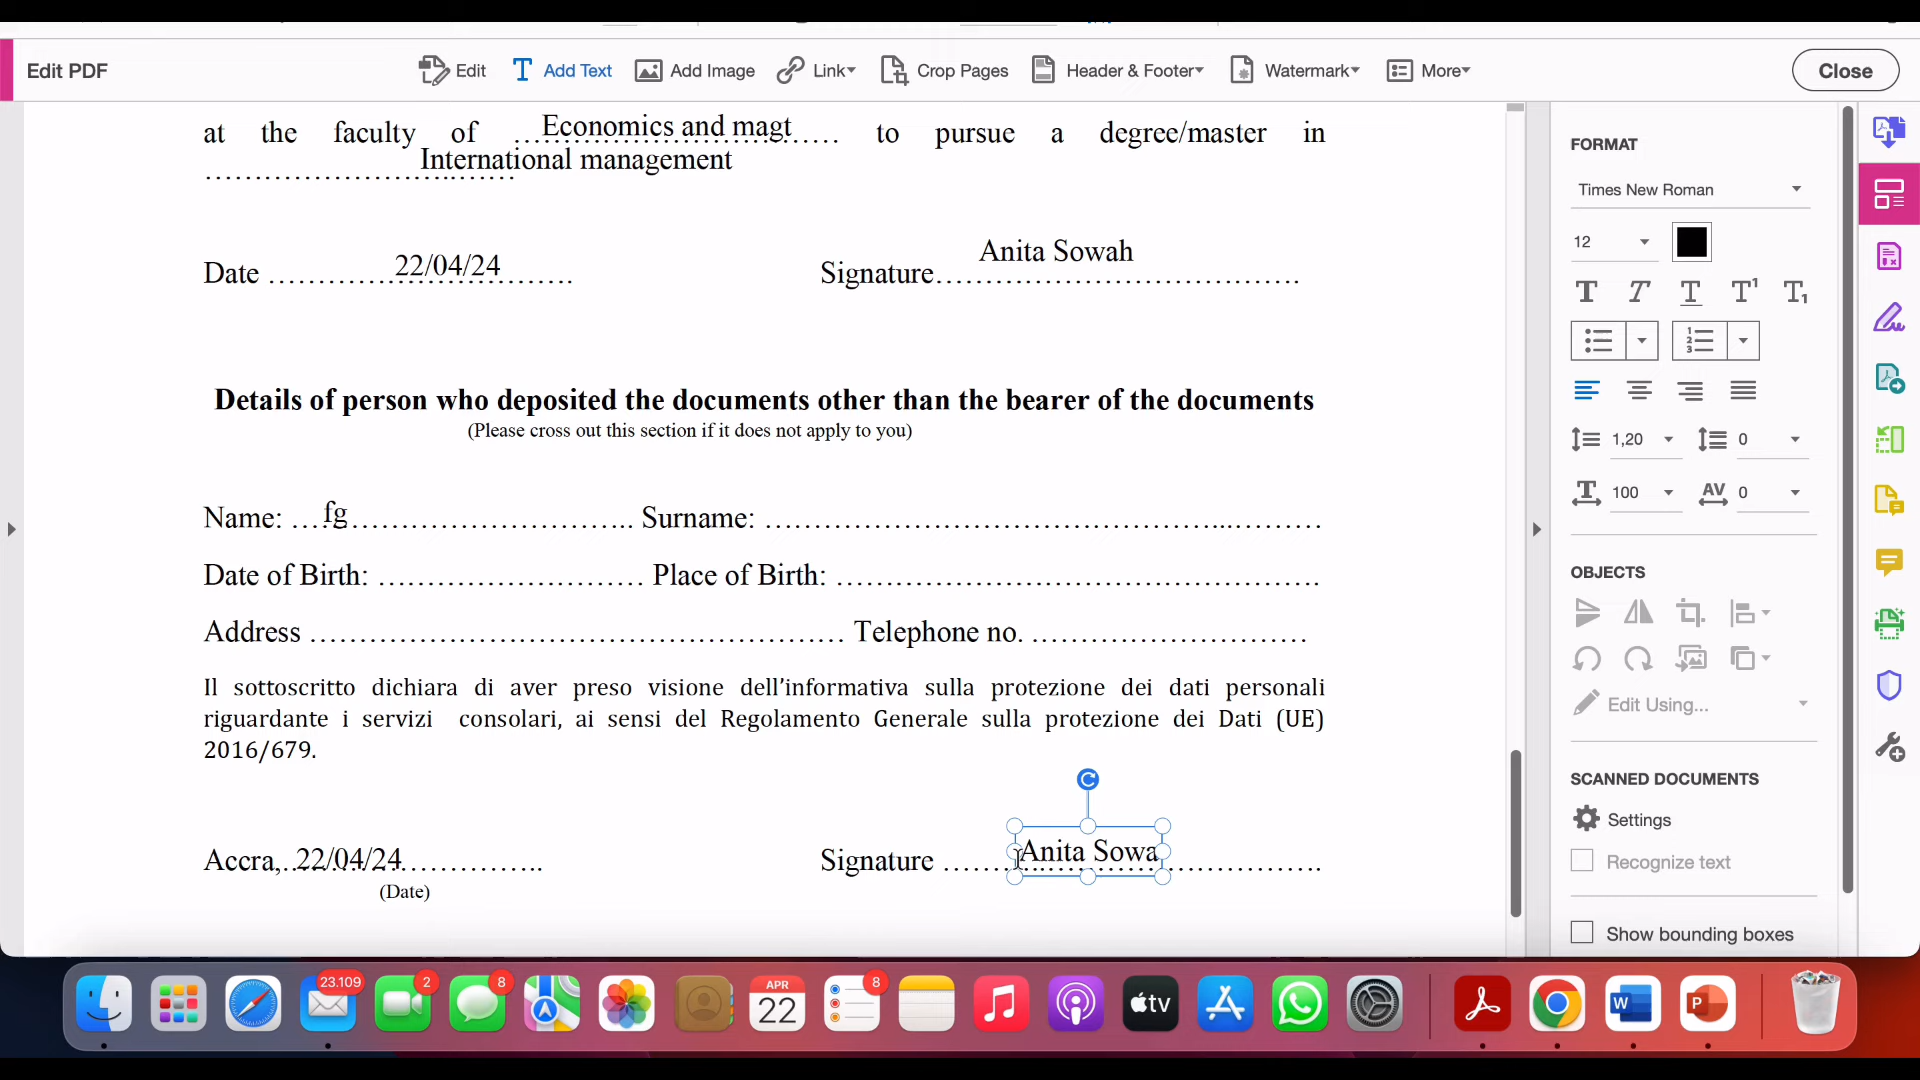 Edit PDF Edit Add Text Add Image Link Crop Pages Header & Footer Watermark More Close
Economics and magt
at the faculty of ................................ to pursue a degree/master in
International management
...............................
22/04/24 Anita Sowah
Date ............................... Signature.....................................
Details of person who deposited the documents other than the bearer of the documents
(Please cross out this section if it does not apply to you)
Name: ...fg............................... Surname: ........................................................
Date of Birth: ........................... Place of Birth: .................................................
Address ...................................................... Telephone no. ............................
Il sottoscritto dichiara di aver preso visione dell'informativa sulla protezione dei dati personali
riguardante i servizi consolari, ai sensi del Regolamento Generale sulla protezione dei Dati (UE)
2016/679.
Anita Sowa
Accra,..22/04/24............... Signature .......................................
(Date)
FORMAT
Times New Roman
12
T T T T1 T1
1,20 0
100 AV 0
OBJECTS
Edit Using...
SCANNED DOCUMENTS
Settings
Recognize text
Show bounding boxes
23.109 2 8 APR 22 8 tv W P